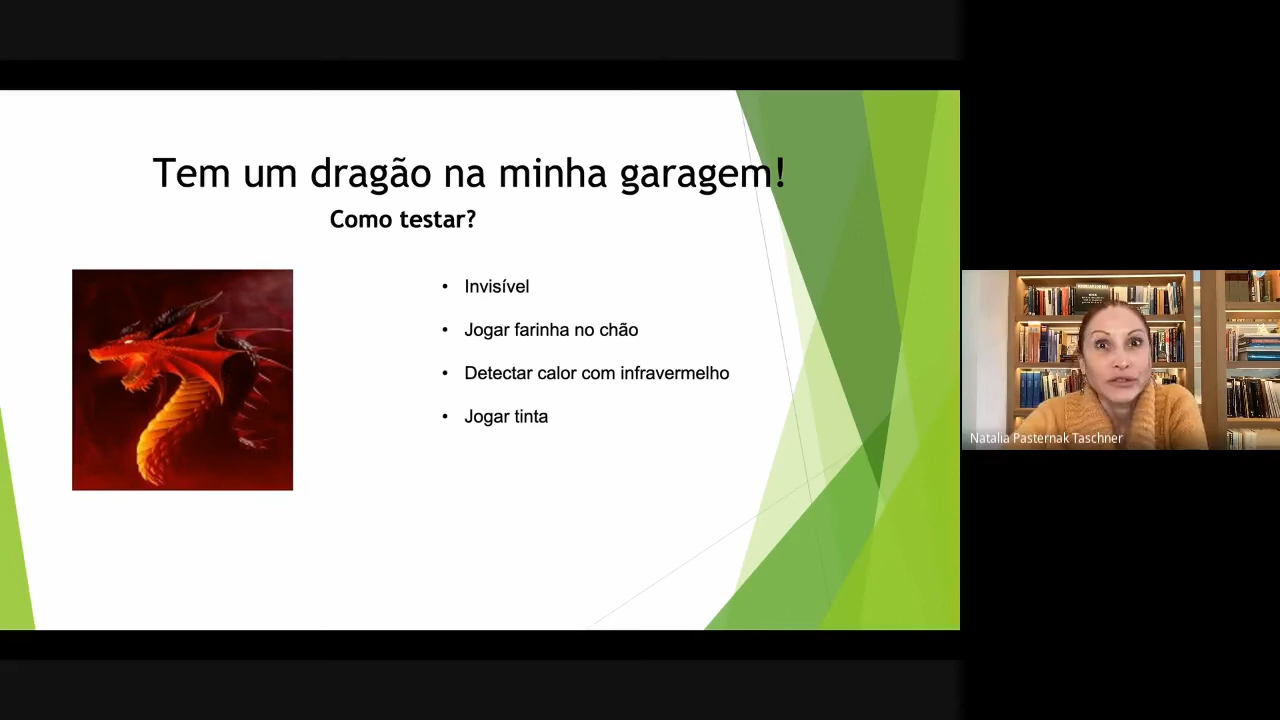 Tem um dragão na minha garagem!
Como testar?
• Invisível
• Jogar farinha no chão
• Detectar calor com infravermelho
• Jogar tinta
Natalia Pasternak Taschner